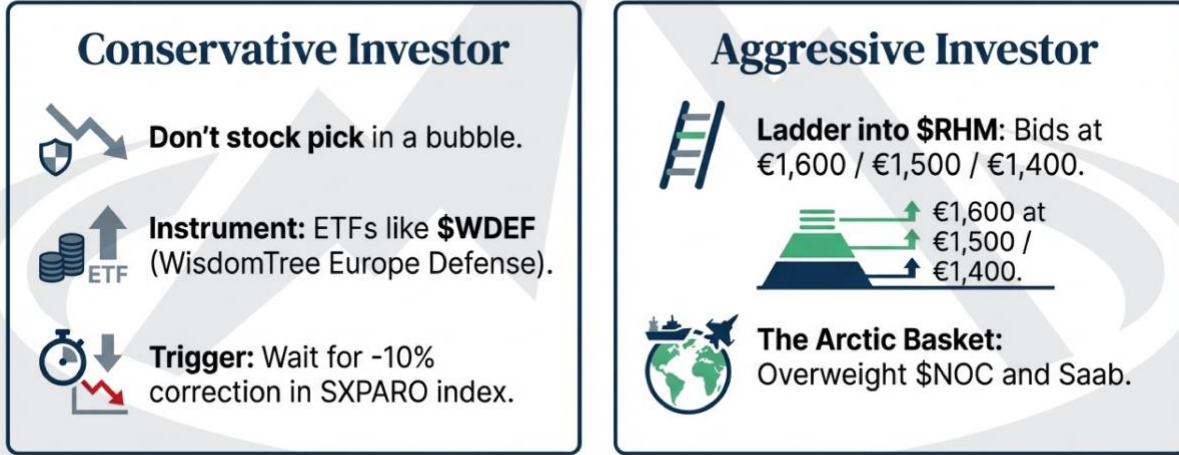 Conservative Investor
Don't stock pick in a bubble.
ETF
Instrument: ETFs like $WDEF
(WisdomTree Europe Defense).
Trigger: Wait for -10%
correction in SXPARO index.
Aggressive Investor
Ladder into $RHM: Bids at
€1,600 / €1,500 / €1,400.
€1,600 at
€1,500 /
€1,400.
The Arctic Basket:
Overweight $NOC and Saab.